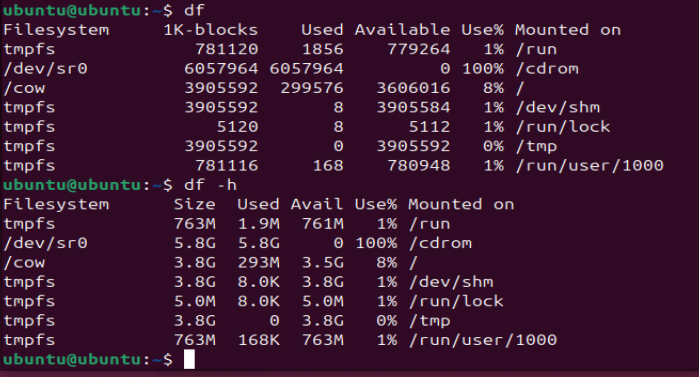 ubuntu@ubuntu:~$ df
Filesystem     1K-blocks    Used Available Use% Mounted on
tmpfs             781120    1856    779264   1% /run
/dev/sr0         6057964 6057964         0 100% /cdrom
/cow             3905592  299576   3606016   8% /
tmpfs            3905592       8   3905584   1% /dev/shm
tmpfs               5120       8      5112   1% /run/lock
tmpfs            3905592       0   3905592   0% /tmp
tmpfs             781116     168    780948   1% /run/user/1000
ubuntu@ubuntu:~$ df -h
Filesystem      Size  Used Avail Use% Mounted on
tmpfs           763M  1.9M  761M   1% /run
/dev/sr0        5.8G  5.8G     0 100% /cdrom
/cow            3.8G  293M  3.5G   8% /
tmpfs           3.8G  8.0K  3.8G   1% /dev/shm
tmpfs           5.0M  8.0K  5.0M   1% /run/lock
tmpfs           3.8G     0  3.8G   0% /tmp
tmpfs           763M  168K  763M   1% /run/user/1000
ubuntu@ubuntu:~$